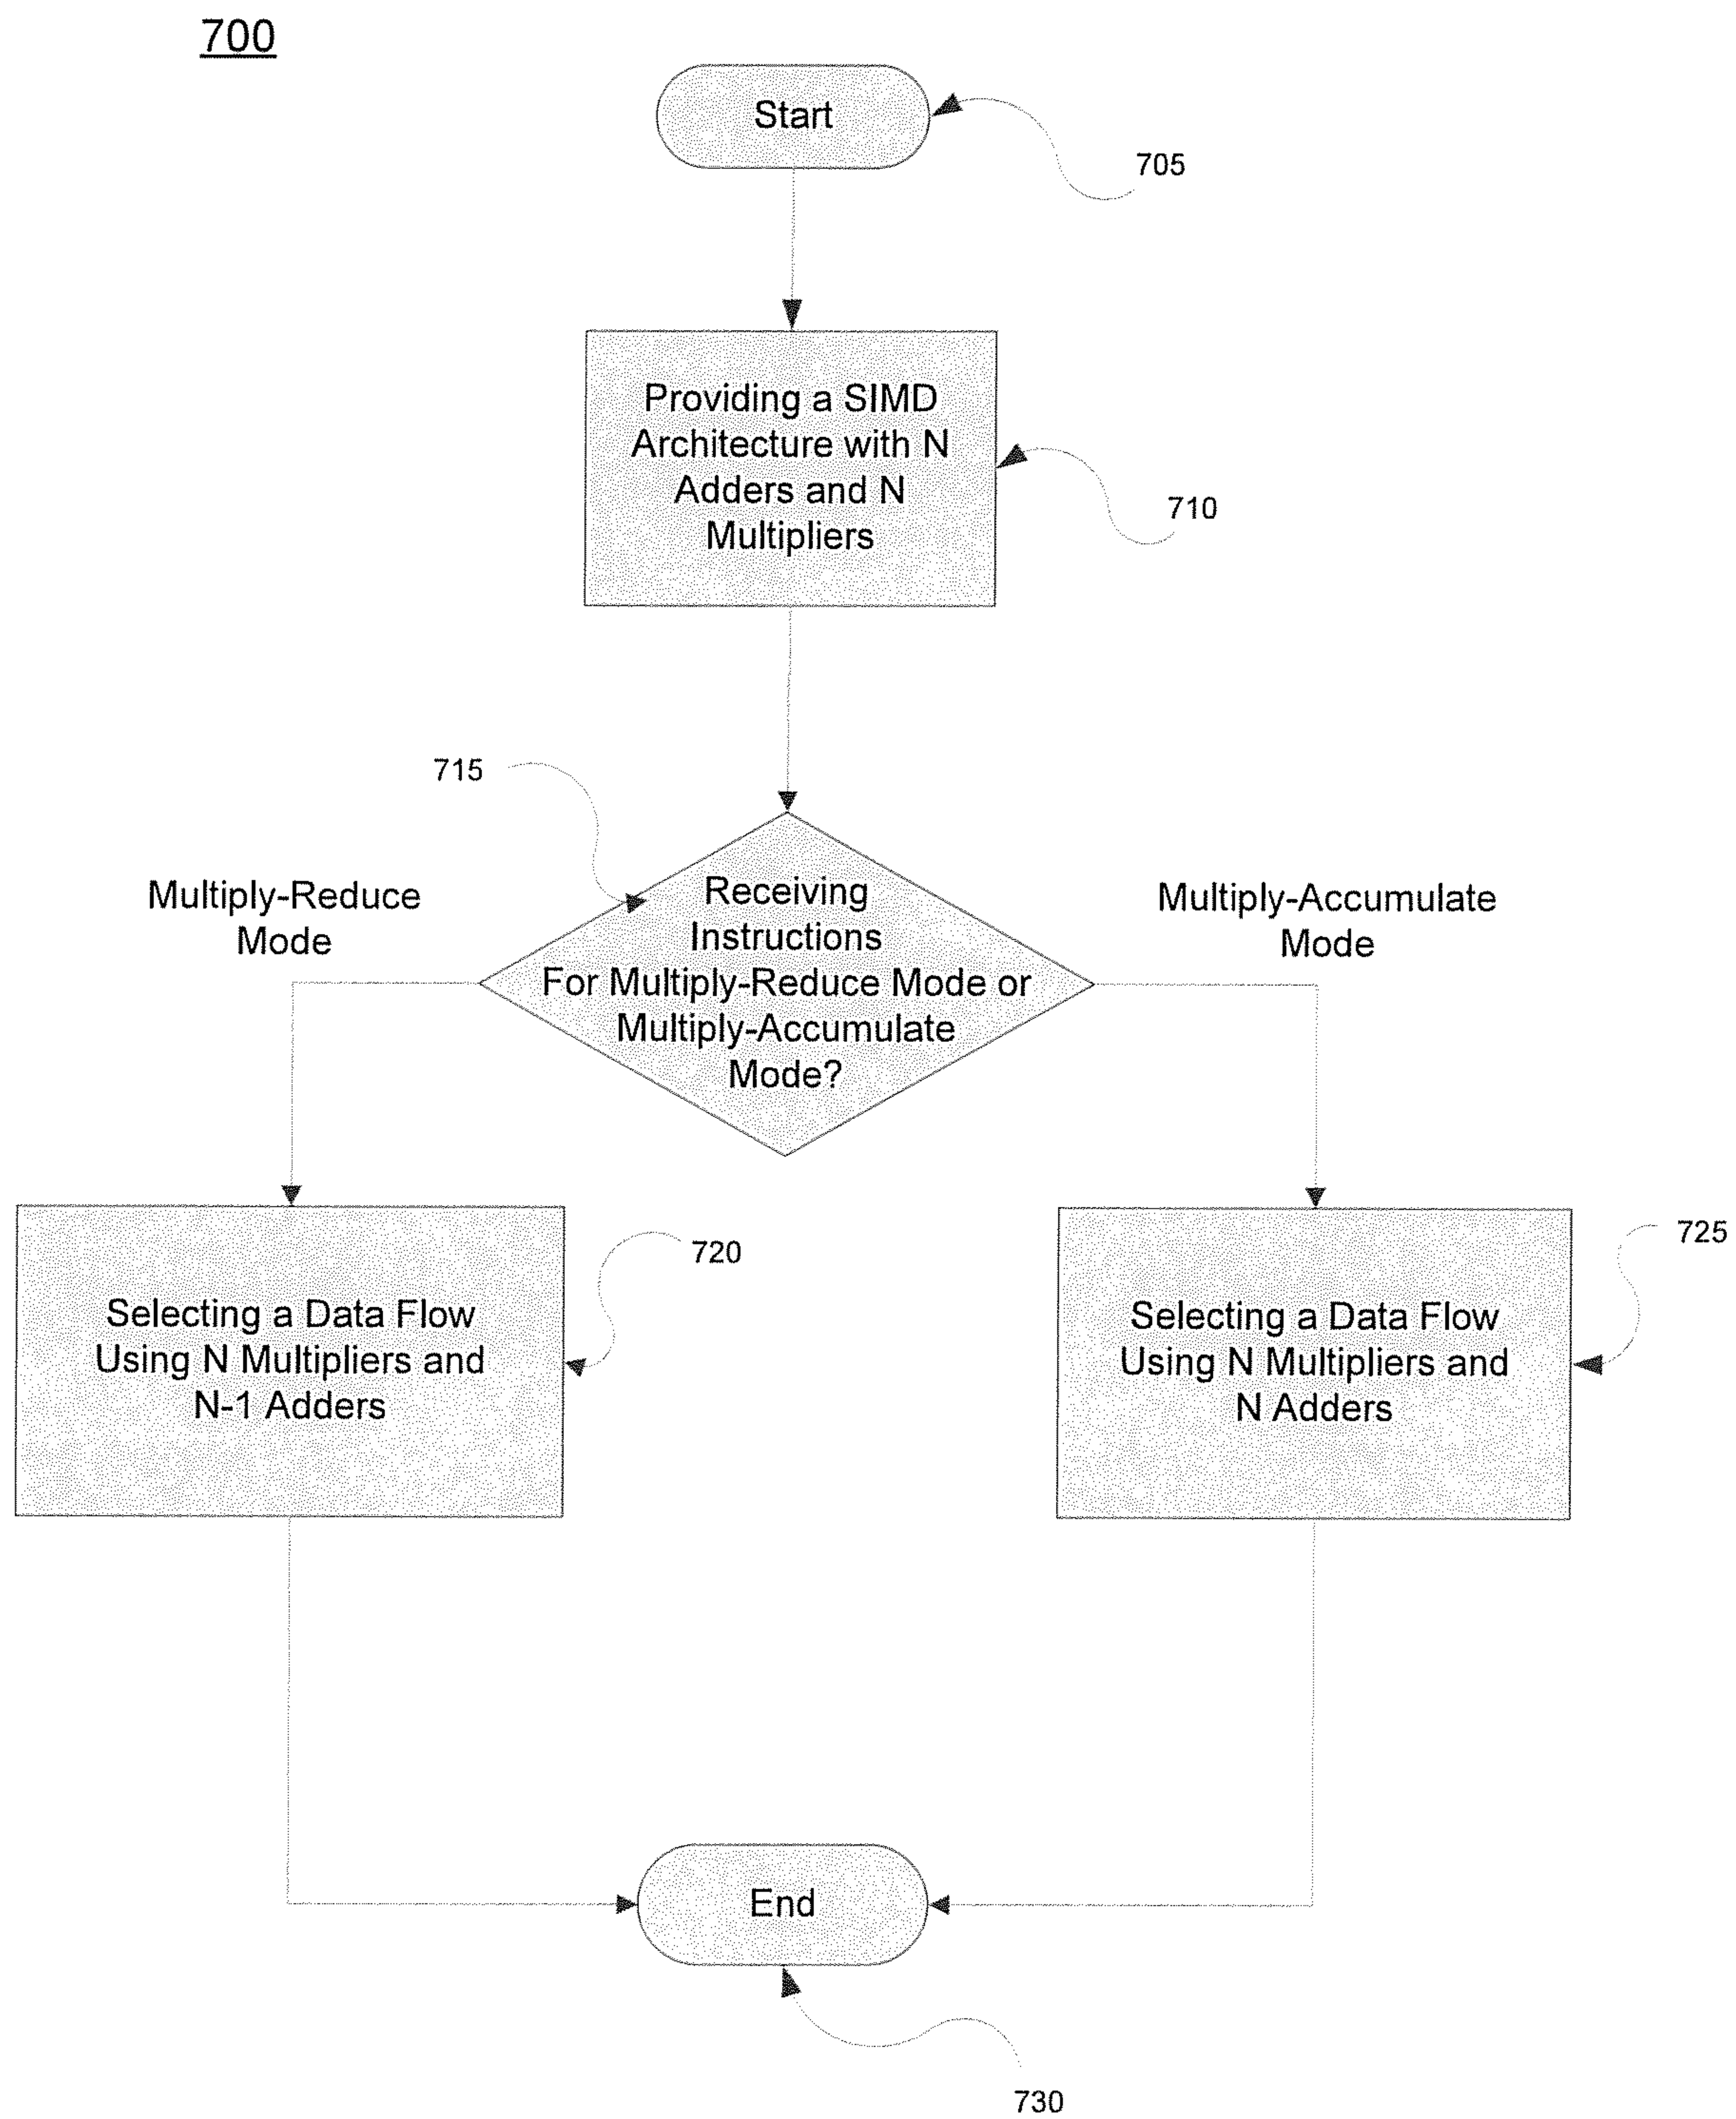 700
Start
705
Providing a SIMD
Architecture with N
Adders and N
Multipliers
710
715
Multiply-Reduce
Mode
Receiving
Instructions
For Multiply-Reduce Mode or
Multiply-Accumulate
Mode?
Multiply-Accumulate
Mode
Selecting a Data Flow
Using N Multipliers and
N-1 Adders
720
Selecting a Data Flow
Using N Multipliers and
N Adders
725
End
730